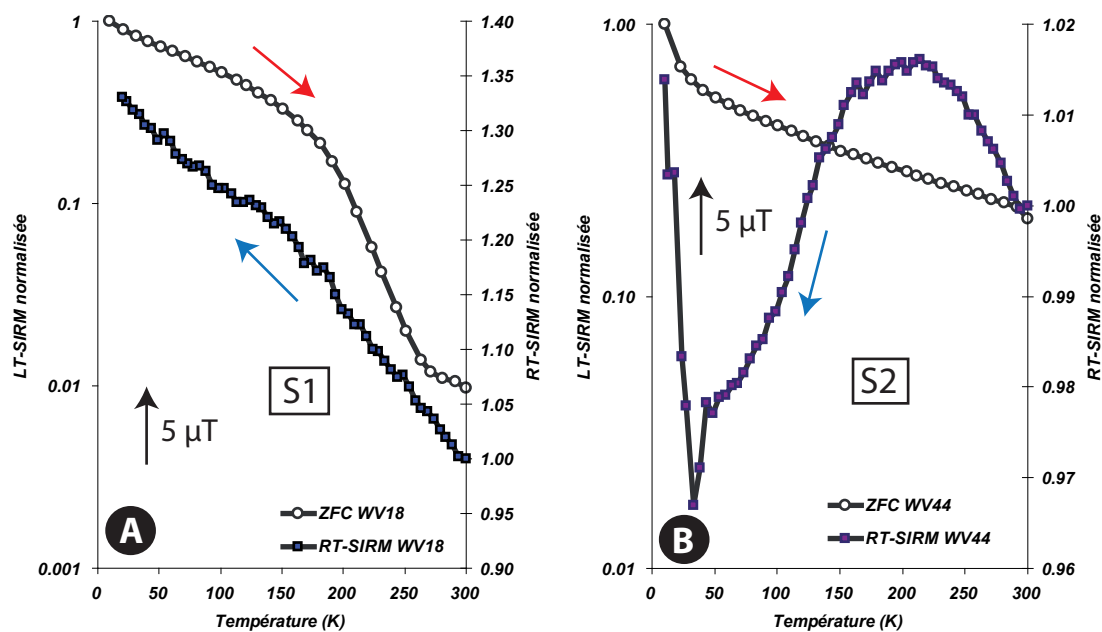 1
0.1
0.01
0.001
LT-SIRM normalisée
1.40
1.35
1.30
1.25
1.20
1.15
1.10
1.05
1.00
0.95
0.90
RT-SIRM normalisée
S1
5 µT
A
ZFC WV18
RT-SIRM WV18
0 50 100 150 200 250 300
Température (K)
1.00
0.10
0.01
LT-SIRM normalisée
1.02
1.01
1.00
0.99
0.98
0.97
0.96
RT-SIRM normalisée
5 µT
S2
B
ZFC WV44
RT-SIRM WV44
0 50 100 150 200 250 300
Température (K)